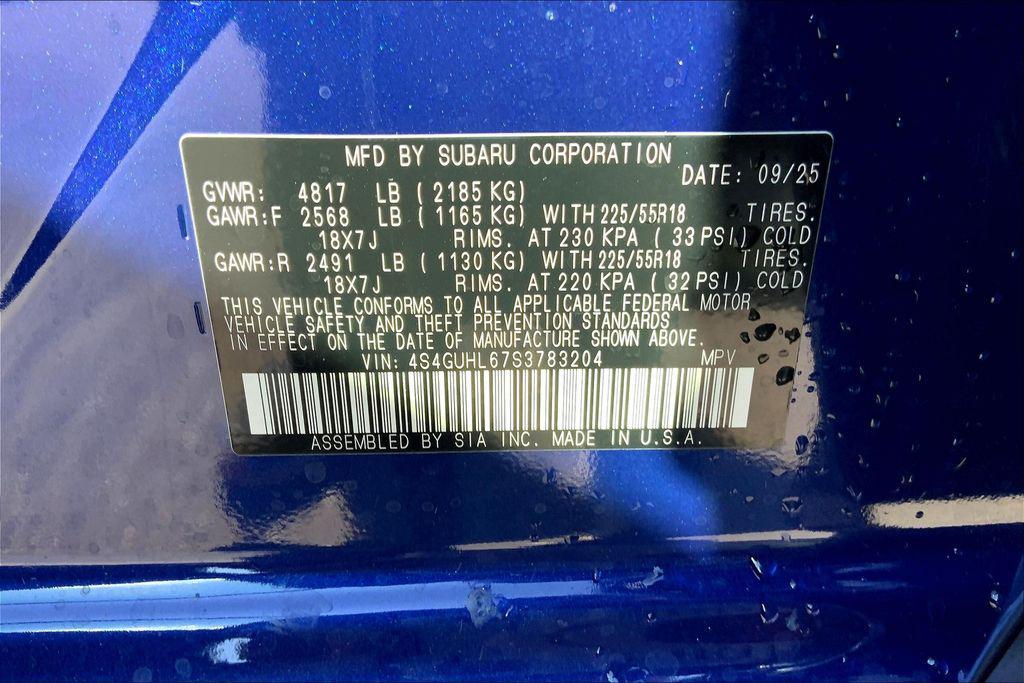 MFD BY SUBARU CORPORATION
DATE: 09/25
GVWR: 4817 LB (2185 KG)
GAWR:F 2568 LB (1165 KG) WITH 225/55R18 TIRES.
18X7J RIMS. AT 230 KPA (33 PSI) COLD
GAWR:R 2491 LB (1130 KG) WITH 225/55R18 TIRES.
18X7J RIMS. AT 220 KPA (32 PSI) COLD
THIS VEHICLE CONFORMS TO ALL APPLICABLE FEDERAL MOTOR
VEHICLE SAFETY AND THEFT PREVENTION STANDARDS
IN EFFECT ON THE DATE OF MANUFACTURE SHOWN ABOVE.
VIN: 4S4GUHL67S3783204 MPV
ASSEMBLED BY SIA INC. MADE IN U.S.A.